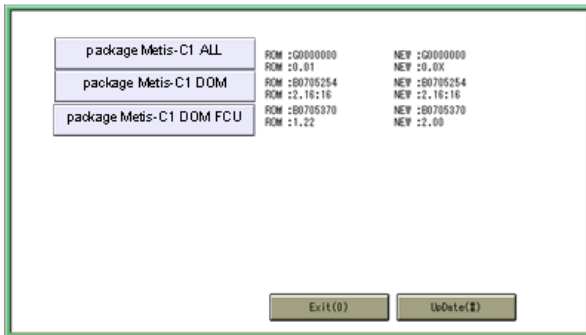 package Metis-C1 ALL
ROM :G0000000 NEW :G0000000
ROM :0.01 NEW :0.0X
package Metis-C1 DOM
ROM :B0705254 NEW :B0705254
ROM :2.16:16 NEW :2.16:16
package Metis-C1 DOM FCU
ROM :B0705370 NEW :B0705370
ROM :1.22 NEW :2.00
Exit(0) UpDate(#)